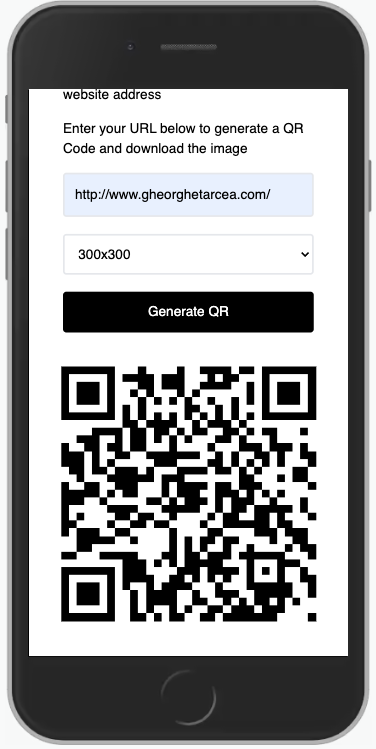 website address
Enter your URL below to generate a QR
Code and download the image
http://www.gheorghetarcea.com/
300x300
Generate QR